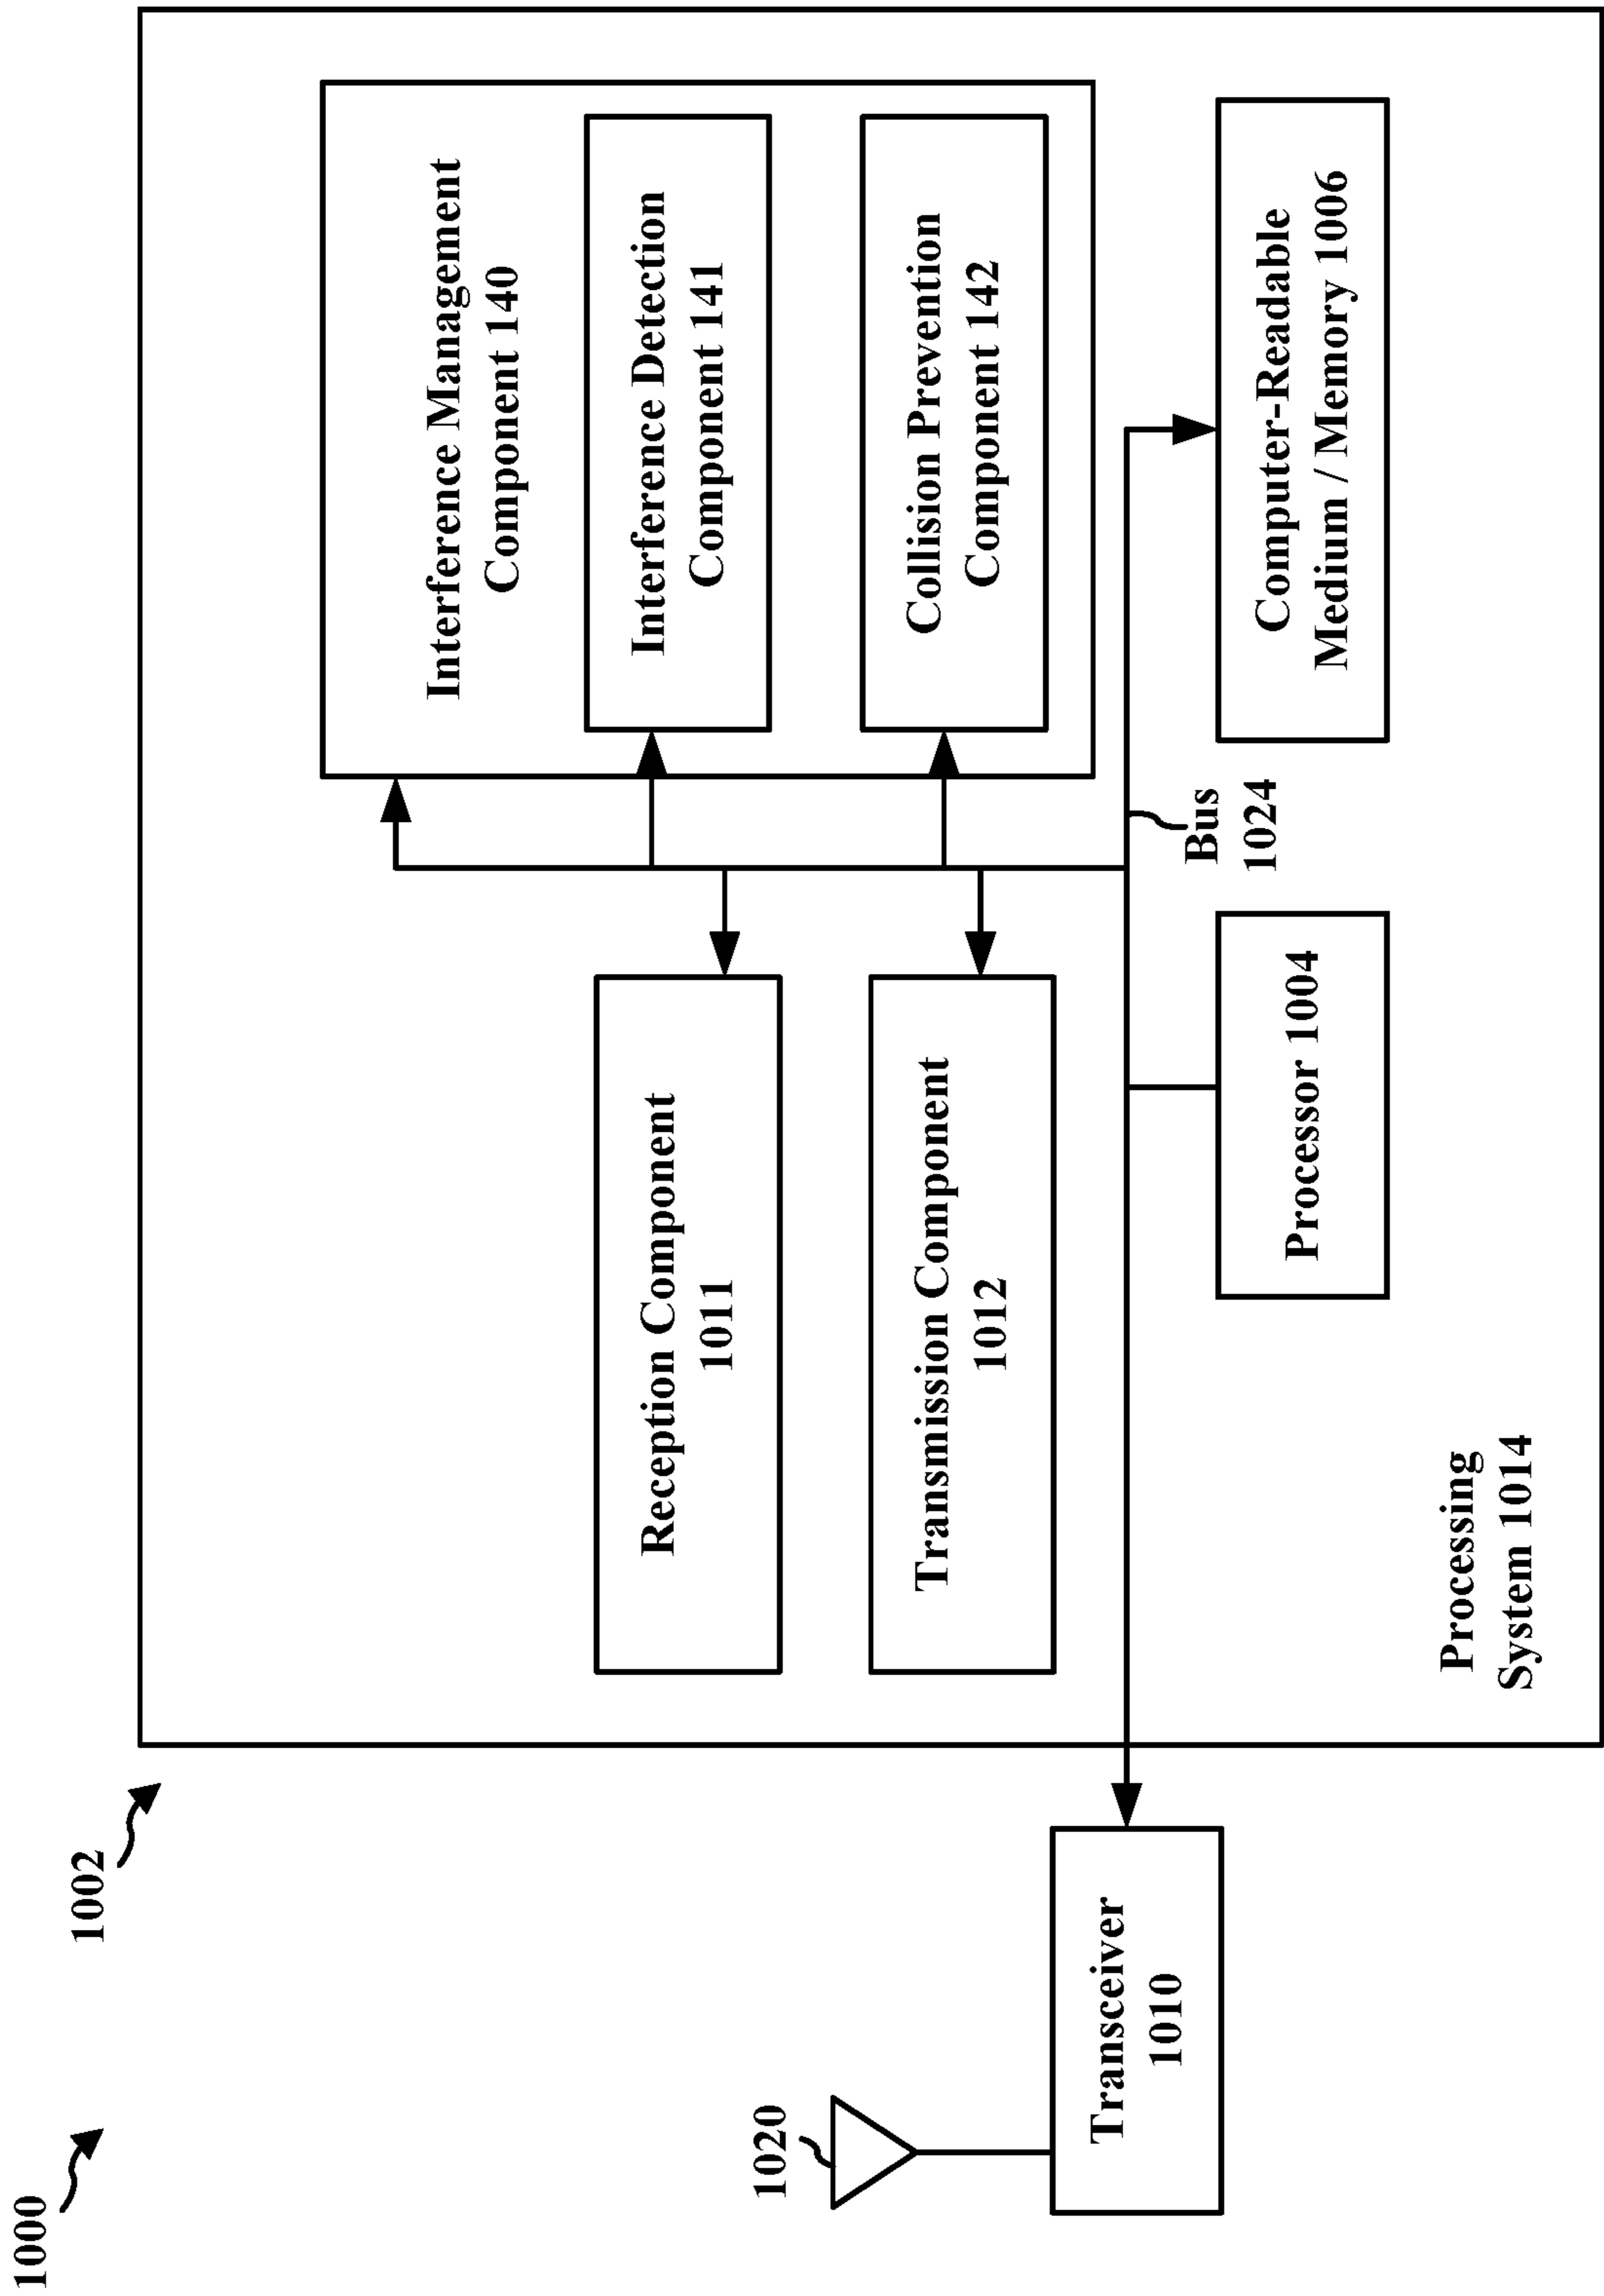 1000
1002
1020
Transceiver
1010
Reception Component
1011
Transmission Component
1012
Interference Management
Component 140
Interference Detection
Component 141
Collision Prevention
Component 142
Bus
1024
Processor 1004
Computer-Readable
Medium / Memory 1006
Processing
System 1014